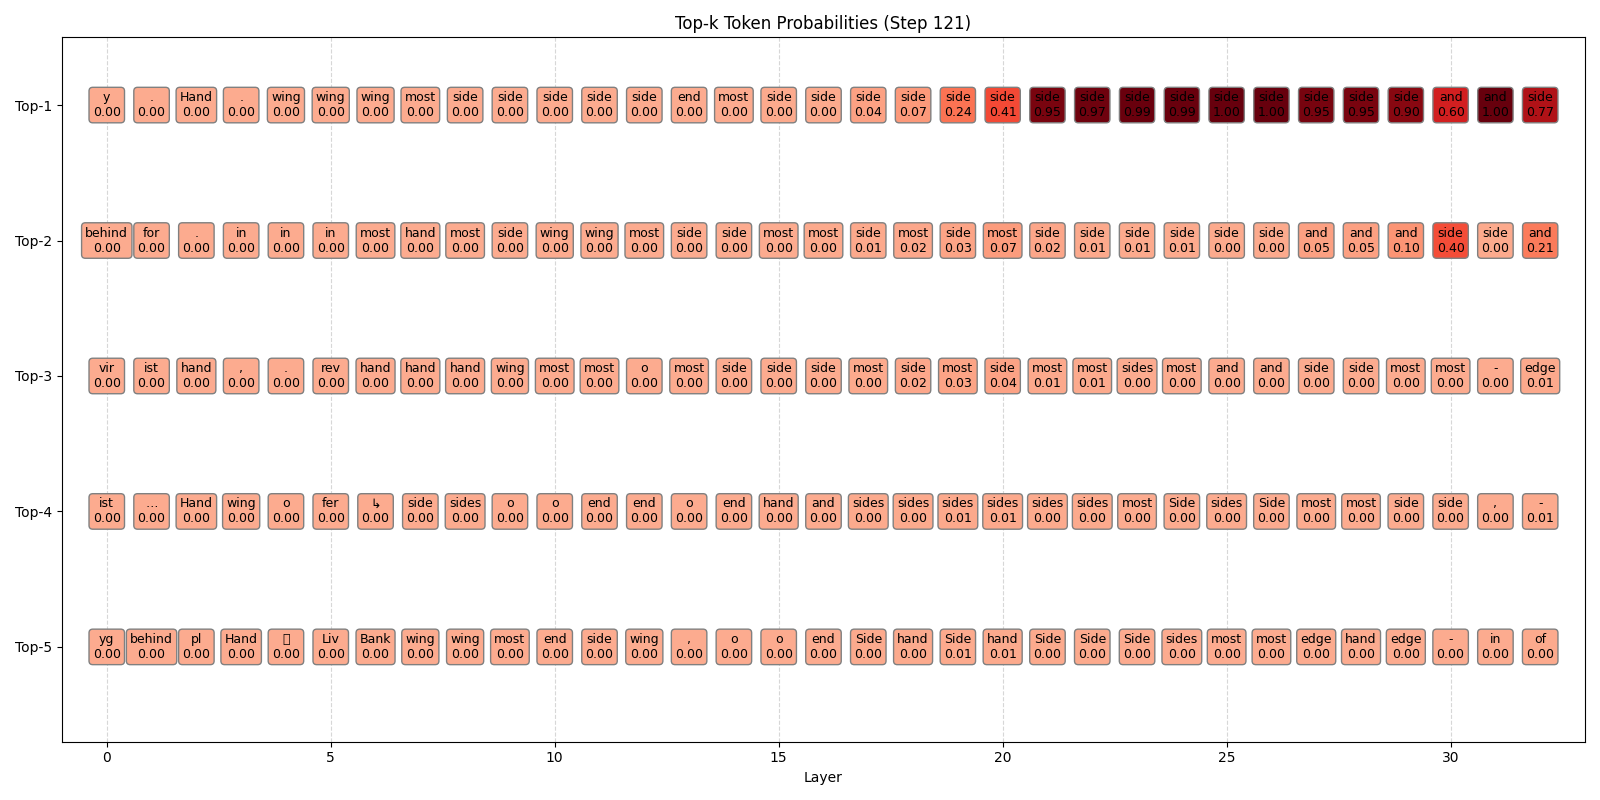 Top-k Token Probabilities (Step 121)
Top-1
y . Hand . wing wing wing most side side side side side end most side side side side side side side side side side side side side side side and and side
0.00 0.00 0.00 0.00 0.00 0.00 0.00 0.00 0.00 0.00 0.00 0.00 0.00 0.00 0.00 0.00 0.00 0.04 0.07 0.24 0.41 0.95 0.97 0.99 0.99 1.00 1.00 0.95 0.95 0.90 0.60 1.00 0.77
Top-2
behind for . in in in most hand most side wing wing most side side most most side most side most side side side side side side and and and side side and
0.00 0.00 0.00 0.00 0.00 0.00 0.00 0.00 0.00 0.00 0.00 0.00 0.00 0.00 0.00 0.00 0.00 0.01 0.02 0.03 0.07 0.02 0.01 0.01 0.01 0.00 0.00 0.05 0.05 0.10 0.40 0.00 0.21
Top-3
vir ist hand , . rev hand hand hand wing most most o most side side side most side most side most most sides most and and side side most most - edge
0.00 0.00 0.00 0.00 0.00 0.00 0.00 0.00 0.00 0.00 0.00 0.00 0.00 0.00 0.00 0.00 0.00 0.00 0.02 0.03 0.04 0.01 0.01 0.00 0.00 0.00 0.00 0.00 0.00 0.00 0.00 0.00 0.01
Top-4
ist ... Hand wing o fer ↳ side sides o o end end o end hand and sides sides sides sides sides sides most Side sides Side most most side side , -
0.00 0.00 0.00 0.00 0.00 0.00 0.00 0.00 0.00 0.00 0.00 0.00 0.00 0.00 0.00 0.00 0.00 0.00 0.00 0.01 0.01 0.00 0.00 0.00 0.00 0.00 0.00 0.00 0.00 0.00 0.00 0.00 0.01
Top-5
yg behind pl Hand Liv Bank wing wing most end side wing , o o end Side hand Side hand Side Side Side sides most most edge hand edge - in of
0.00 0.00 0.00 0.00 0.00 0.00 0.00 0.00 0.00 0.00 0.00 0.00 0.00 0.00 0.00 0.00 0.00 0.00 0.00 0.01 0.01 0.00 0.00 0.00 0.00 0.00 0.00 0.00 0.00 0.00 0.00 0.00 0.00
0 5 10 15 20 25 30
Layer